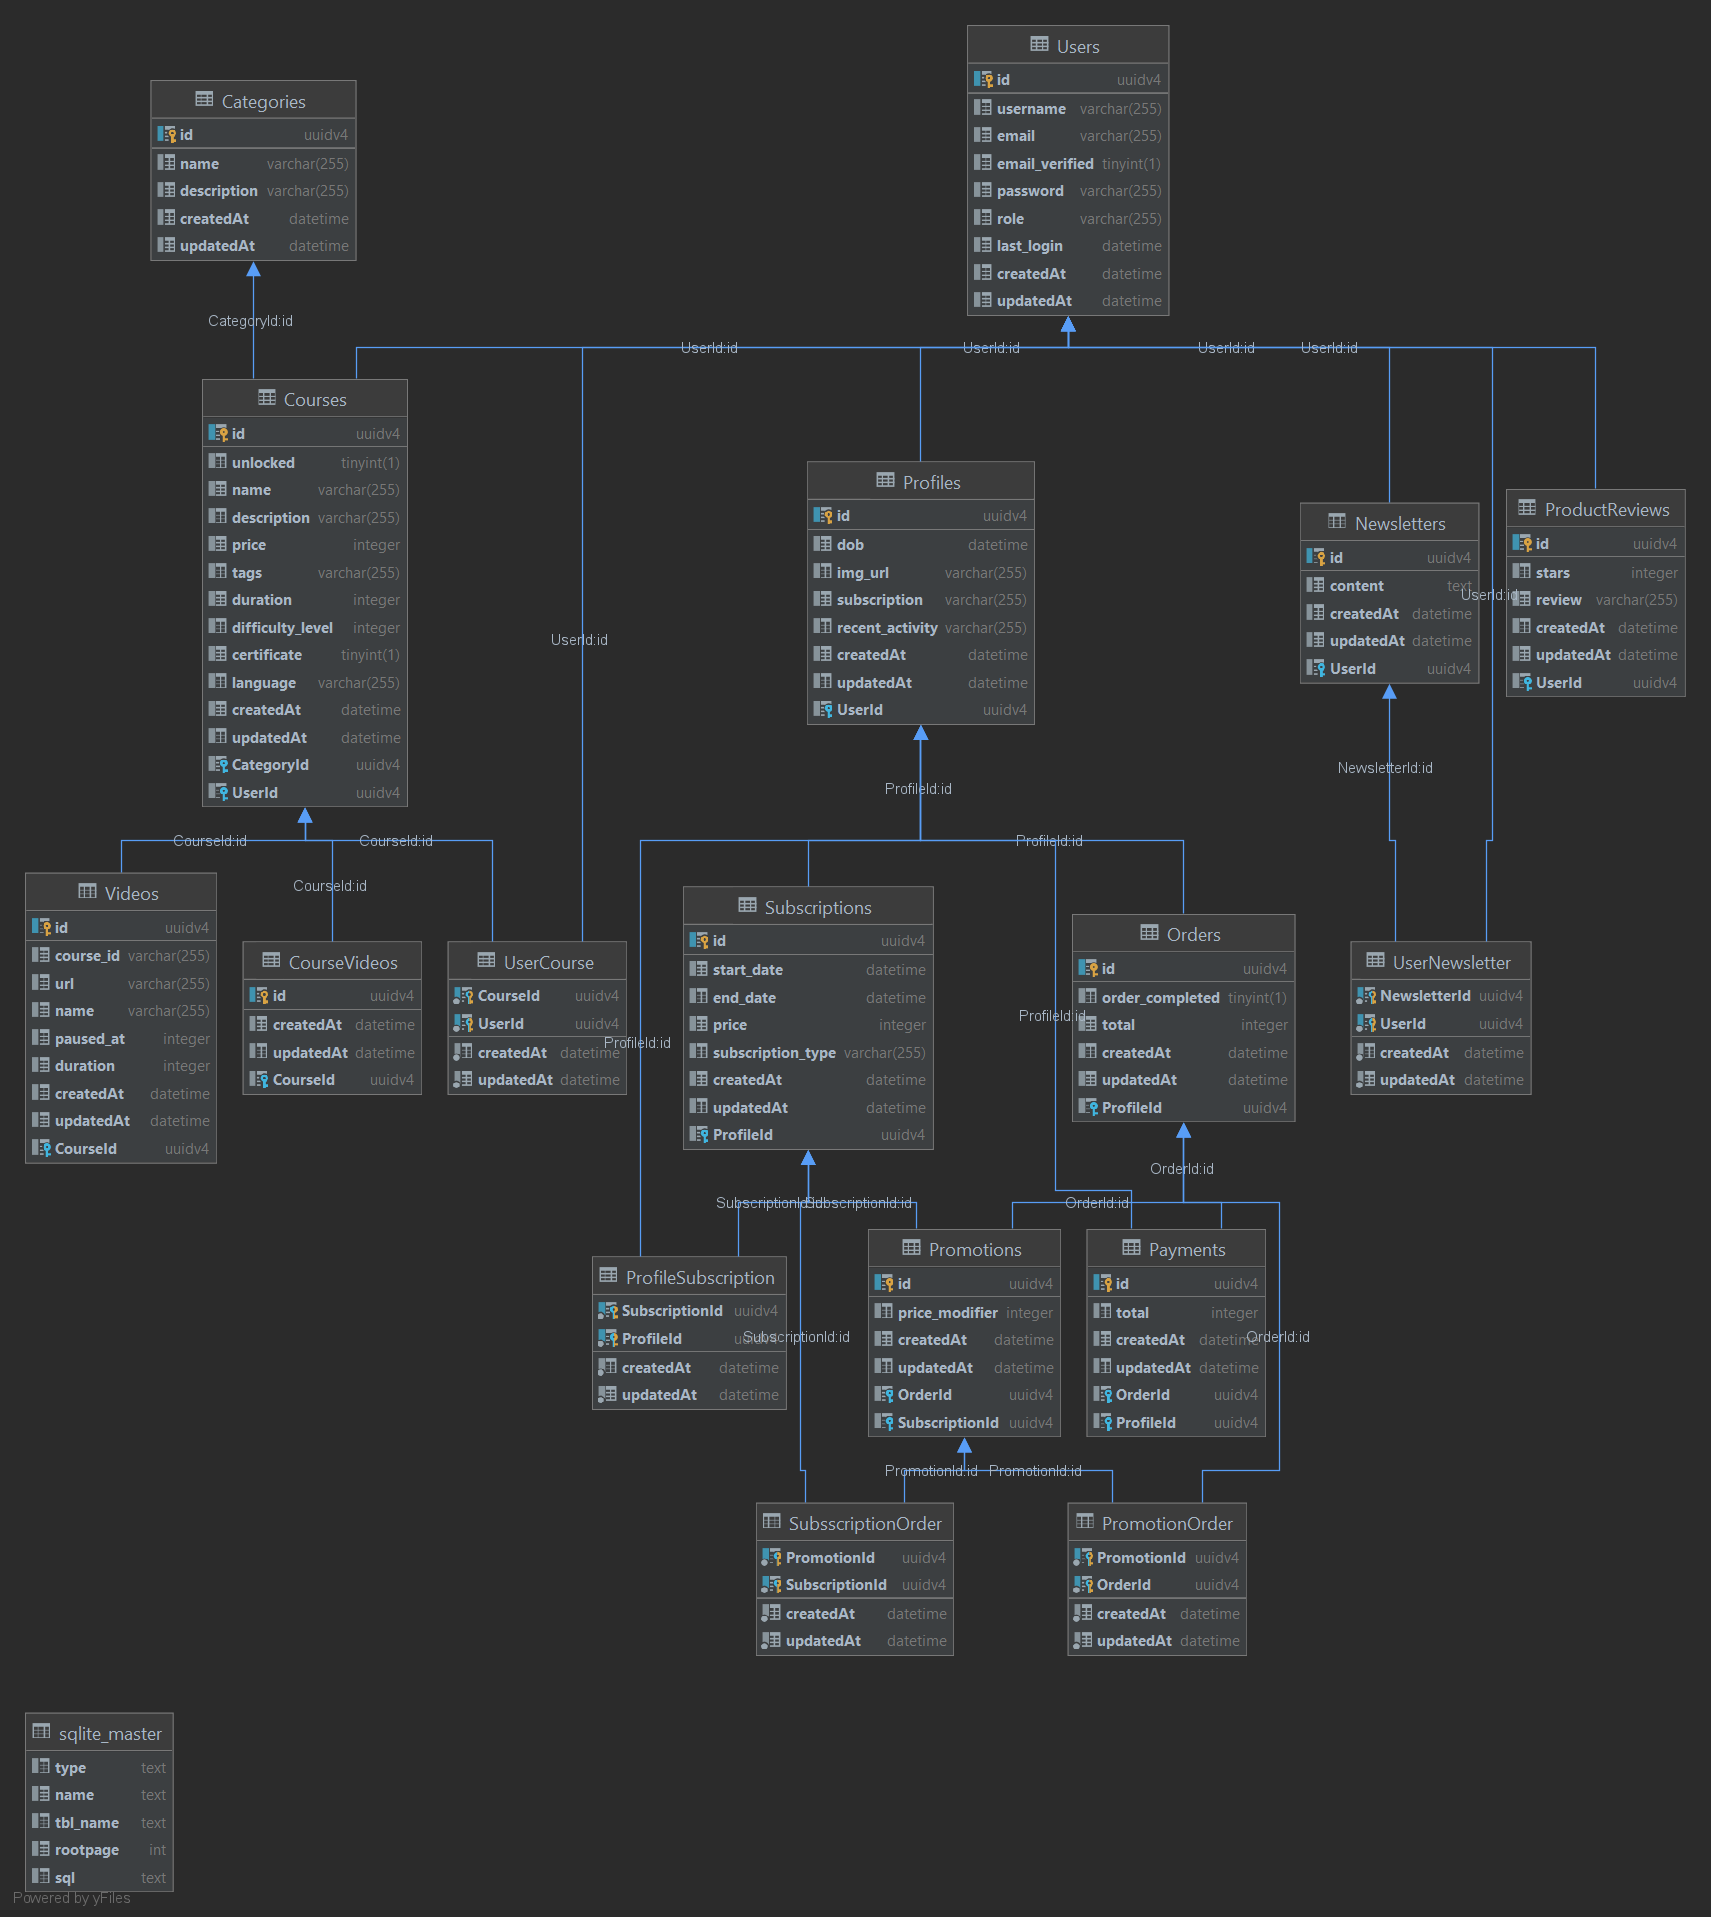 Users
id uuidv4
username varchar(255)
email varchar(255)
email_verified tinyint(1)
password varchar(255)
role varchar(255)
last_login datetime
createdAt datetime
updatedAt datetime
Categories
id uuidv4
name varchar(255)
description varchar(255)
createdAt datetime
updatedAt datetime
CategoryId:id
UserId:id
UserId:id
UserId:id
UserId:id
Courses
id uuidv4
unlocked tinyint(1)
name varchar(255)
description varchar(255)
price integer
tags varchar(255)
duration integer
difficulty_level integer
certificate tinyint(1)
language varchar(255)
createdAt datetime
updatedAt datetime
CategoryId uuidv4
UserId uuidv4
UserId:id
Profiles
id uuidv4
dob datetime
img_url varchar(255)
subscription varchar(255)
recent_activity varchar(255)
createdAt datetime
updatedAt datetime
UserId uuidv4
Newsletters
id uuidv4
content text
createdAt datetime
updatedAt datetime
UserId uuidv4
UserId:id
ProductReviews
id uuidv4
stars integer
review varchar(255)
createdAt datetime
updatedAt datetime
UserId uuidv4
NewsletterId:id
ProfileId:id
CourseId:id
CourseId:id
ProfileId:id
CourseId:id
Videos
id uuidv4
course_id varchar(255)
url varchar(255)
name varchar(255)
paused_at integer
duration integer
createdAt datetime
updatedAt datetime
CourseId uuidv4
CourseVideos
id uuidv4
createdAt datetime
updatedAt datetime
CourseId uuidv4
UserCourse
CourseId uuidv4
UserId uuidv4
createdAt datetime
updatedAt datetime
ProfileId:id
Subscriptions
id uuidv4
start_date datetime
end_date datetime
price integer
subscription_type varchar(255)
createdAt datetime
updatedAt datetime
ProfileId uuidv4
ProfileId:id
Orders
id uuidv4
order_completed tinyint(1)
total integer
createdAt datetime
updatedAt datetime
ProfileId uuidv4
UserNewsletter
NewsletterId uuidv4
UserId uuidv4
createdAt datetime
updatedAt datetime
OrderId:id
SubscriptionId:id
SubscriptionId:id
OrderId:id
ProfileSubscription
SubscriptionId uuidv4
ProfileId uuidv4
createdAt datetime
updatedAt datetime
SubscriptionId:id
Promotions
id uuidv4
price_modifier integer
createdAt datetime
updatedAt datetime
OrderId uuidv4
SubscriptionId uuidv4
Payments
id uuidv4
total integer
createdAt datetime
updatedAt datetime
OrderId uuidv4
ProfileId uuidv4
OrderId:id
PromotionId:id
PromotionId:id
SubsscriptionOrder
PromotionId uuidv4
SubscriptionId uuidv4
createdAt datetime
updatedAt datetime
PromotionOrder
PromotionId uuidv4
OrderId uuidv4
createdAt datetime
updatedAt datetime
sqlite_master
type text
name text
tbl_name text
rootpage int
sql text
Powered by yFiles